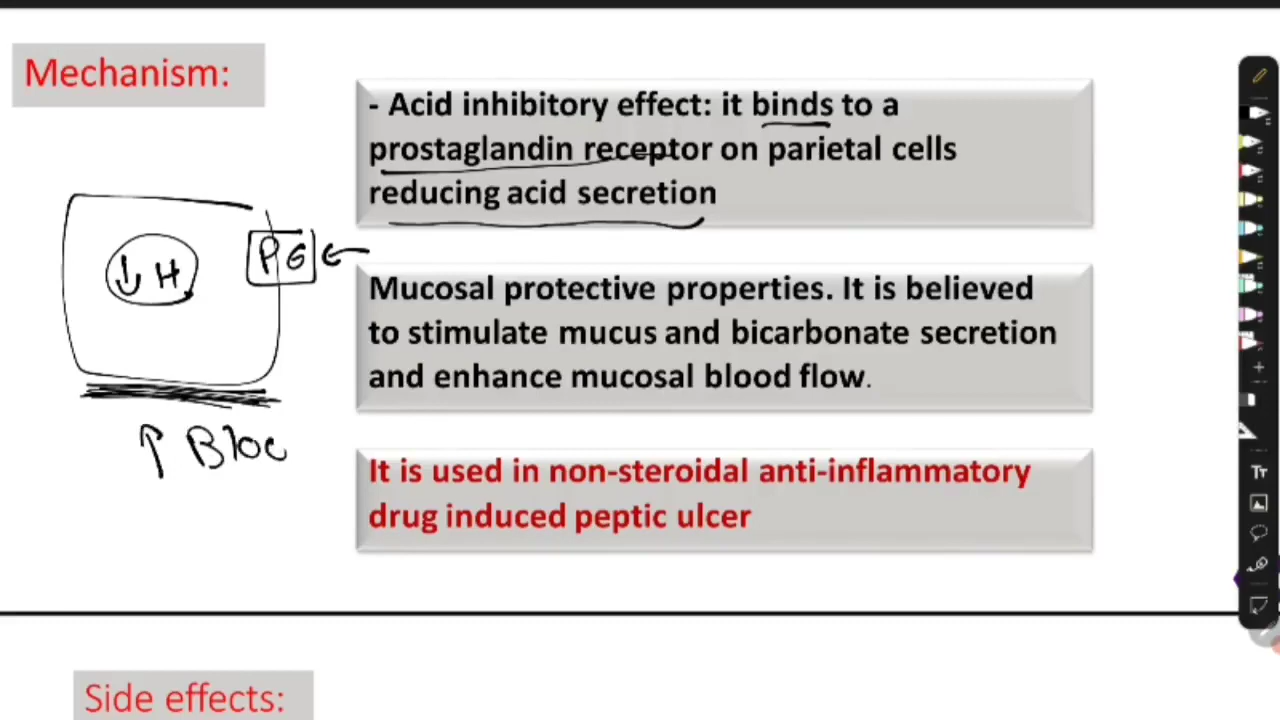 Mechanism:
- Acid inhibitory effect: it binds to a
prostaglandin receptor on parietal cells
reducing acid secretion
↓ H
PG ←
Mucosal protective properties. It is believed
to stimulate mucus and bicarbonate secretion
and enhance mucosal blood flow.
↑ Bloo
It is used in non-steroidal anti-inflammatory
drug induced peptic ulcer
Side effects:
TT